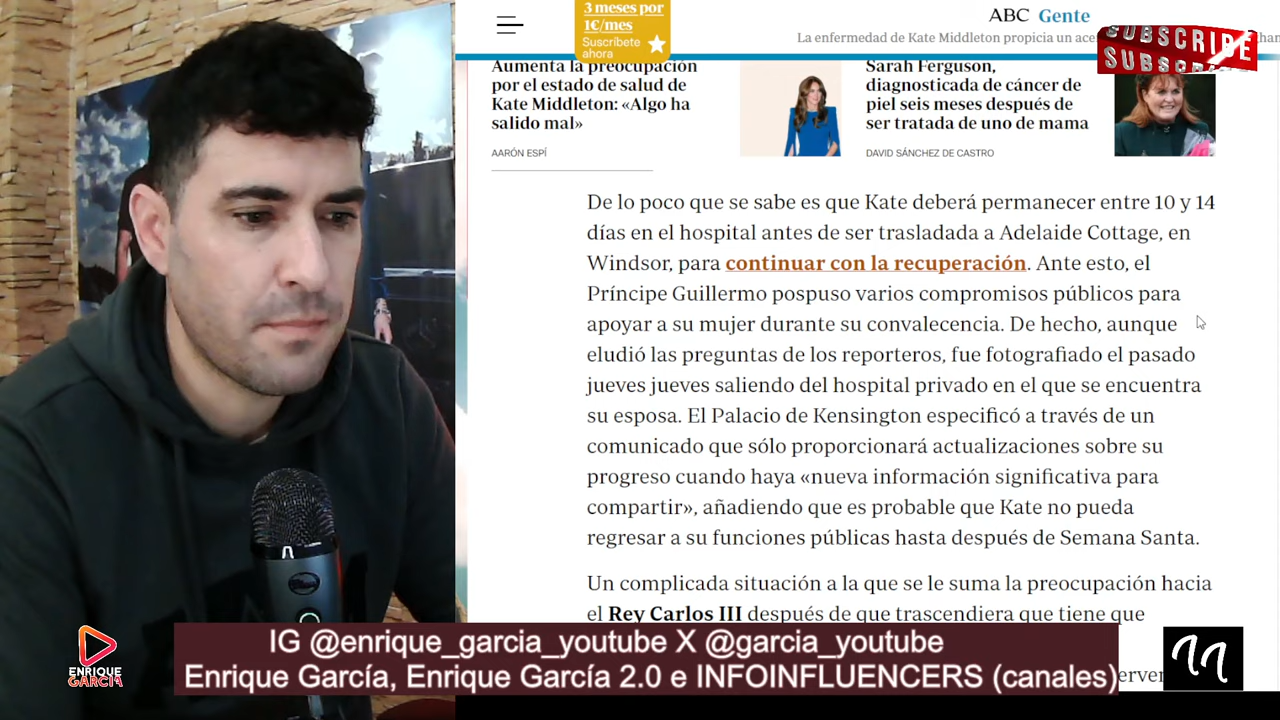 3 meses por
1€/mes
Suscríbete
ahora
ABC Gente
La enfermedad de Kate Middleton propicia un
SUBSCRIBE
Aumenta la preocupación
por el estado de salud de
Kate Middleton: «Algo ha
salido mal»
AARÓN ESPÍ
Sarah Ferguson,
diagnosticada de cáncer de
piel seis meses después de
ser tratada de uno de mama
DAVID SÁNCHEZ DE CASTRO
De lo poco que se sabe es que Kate deberá permanecer entre 10 y 14
días en el hospital antes de ser trasladada a Adelaide Cottage, en
Windsor, para continuar con la recuperación. Ante esto, el
Príncipe Guillermo pospuso varios compromisos públicos para
apoyar a su mujer durante su convalecencia. De hecho, aunque
eludió las preguntas de los reporteros, fue fotografiado el pasado
jueves jueves saliendo del hospital privado en el que se encuentra
su esposa. El Palacio de Kensington especificó a través de un
comunicado que sólo proporcionará actualizaciones sobre su
progreso cuando haya «nueva información significativa para
compartir», añadiendo que es probable que Kate no pueda
regresar a su funciones públicas hasta después de Semana Santa.
Un complicada situación a la que se le suma la preocupación hacia
el Rey Carlos III después de que trascendiera que tiene que
IG @enrique_garcia_youtube X @garcia_youtube
Enrique García, Enrique García 2.0 e INFOINFLUENCERS (canales)
ENRIQUE
GARCÍA